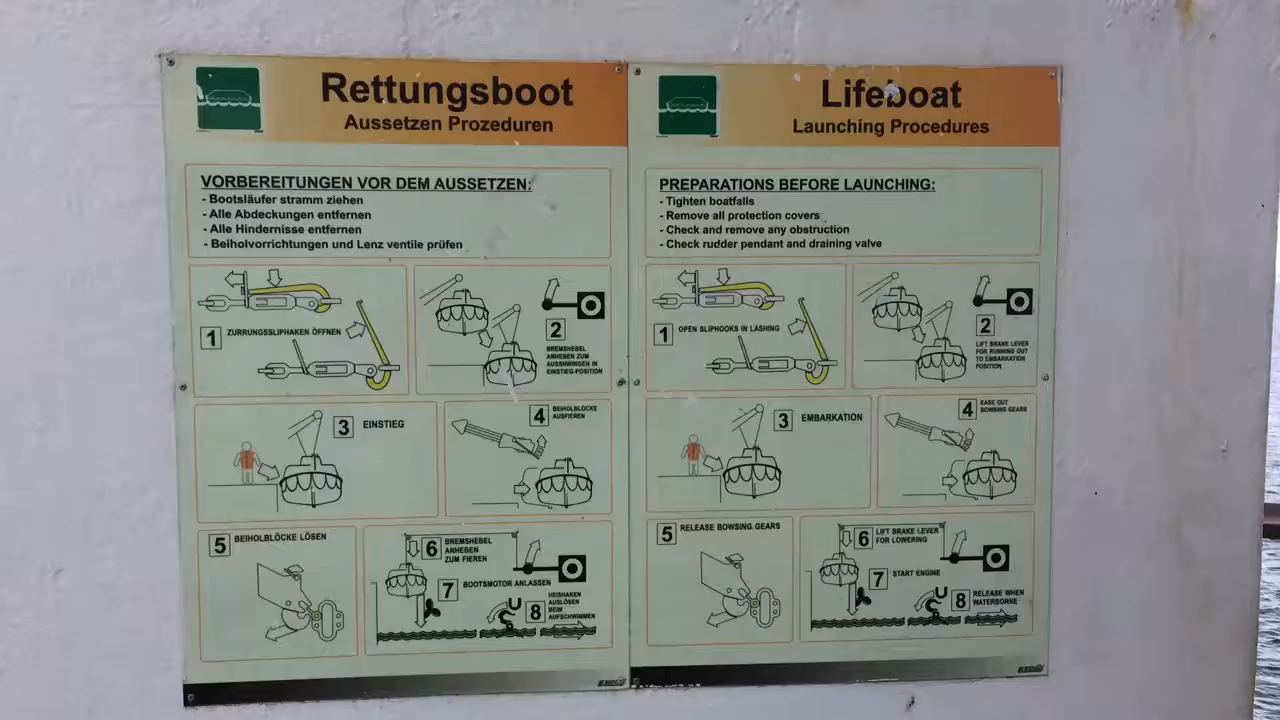 Rettungsboot
Aussetzen Prozeduren
VORBEREITUNGEN VOR DEM AUSSETZEN:
- Bootsläufer stramm ziehen
- Alle Abdeckungen entfernen
- Alle Hindernisse entfernen
- Beiholvorrichtungen und Lenz ventile prüfen
1 ZURRUNGSSLIPHAKEN ÖFFNEN
2
BREMSHEBEL
ANHEBEN ZUM
AUSSHWINGEN IN
EINSTIEG-POSITION
3 EINSTIEG
4 BEIHOLBLÖCKE
AUSFIEREN
5 BEIHOLBLÖCKE LÖSEN
6 BREMSHEBEL
ANHEBEN
ZUM FIEREN
7 BOOTSMOTOR ANLASSEN
8 HEISHAKEN
AUSLÖSEN
BEIM
AUFSCHWIMMEN
Lifeboat
Launching Procedures
PREPARATIONS BEFORE LAUNCHING:
- Tighten boatfalls
- Remove all protection covers
- Check and remove any obstruction
- Check rudder pendant and draining valve
1 OPEN SLIPHOOKS IN LASHING
2
LIFT BRAKE LEVER
FOR RUNNING OUT
TO EMBARKATION
POSITION
3 EMBARKATION
4 EASE OUT
BOWSING GEARS
5 RELEASE BOWSING GEARS
6 LIFT BRAKE LEVER
FOR LOWERING
7 START ENGINE
8 RELEASE WHEN
WATERBORNE